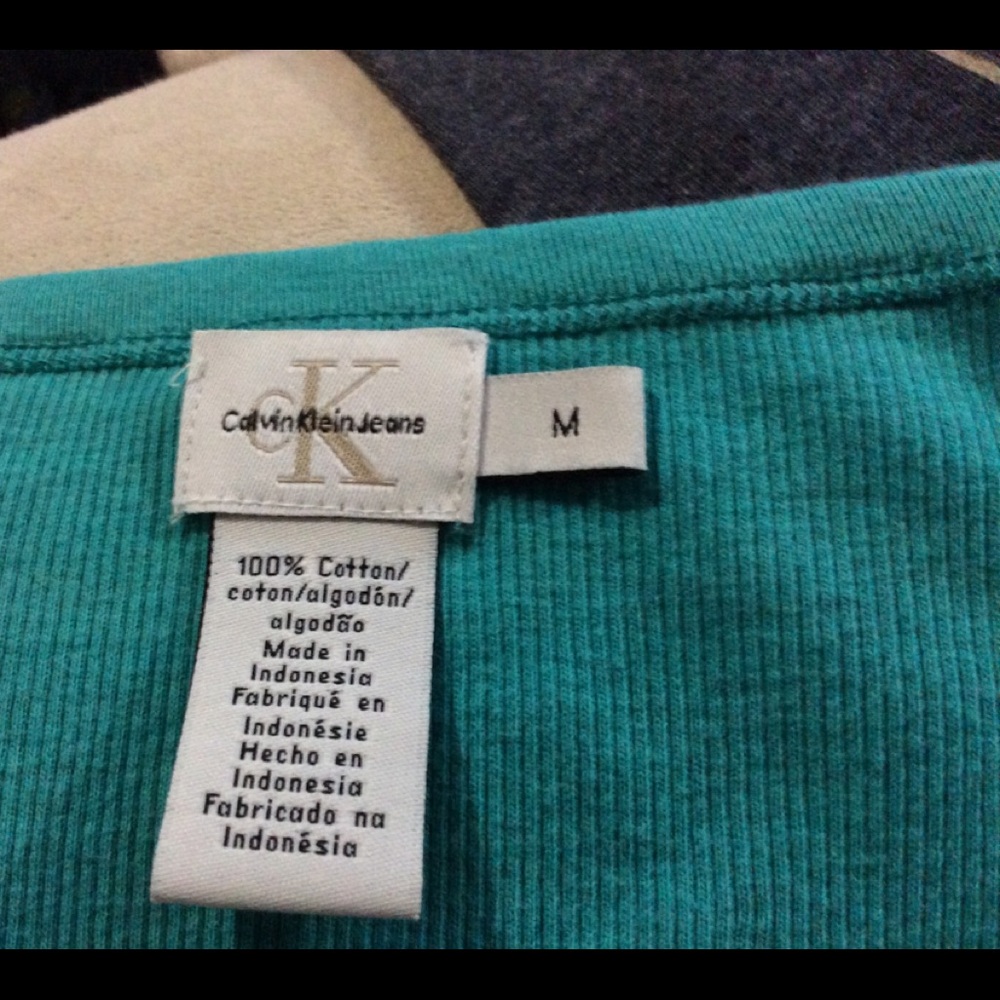 cK
CalvinKleinJeans
M
100% Cotton/
coton/algodón/
algodão
Made in
Indonesia
Fabriqué en
Indonésie
Hecho en
Indonesia
Fabricado na
Indonésia